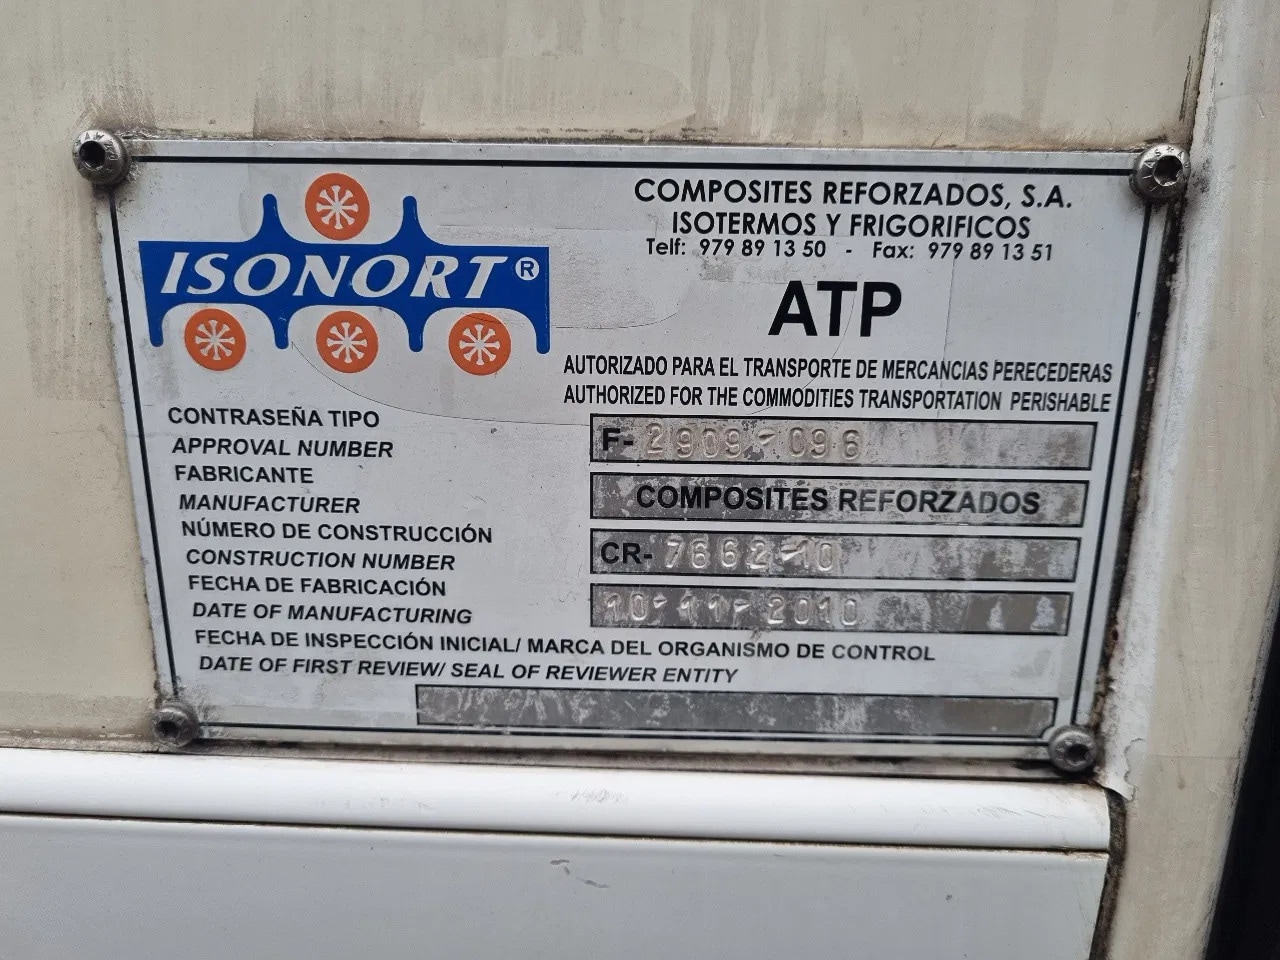 ISONORT®
COMPOSITES REFORZADOS, S.A.
ISOTERMOS Y FRIGORIFICOS
Telf: 979 89 13 50 - Fax: 979 89 13 51
ATP
AUTORIZADO PARA EL TRANSPORTE DE MERCANCIAS PERECEDERAS
AUTHORIZED FOR THE COMMODITIES TRANSPORTATION PERISHABLE
CONTRASEÑA TIPO
APPROVAL NUMBER
F-2909-096
FABRICANTE
MANUFACTURER
COMPOSITES REFORZADOS
NÚMERO DE CONSTRUCCIÓN
CONSTRUCTION NUMBER
CR-7662-10
FECHA DE FABRICACIÓN
DATE OF MANUFACTURING
10-11-2010
FECHA DE INSPECCIÓN INICIAL/ MARCA DEL ORGANISMO DE CONTROL
DATE OF FIRST REVIEW/ SEAL OF REVIEWER ENTITY